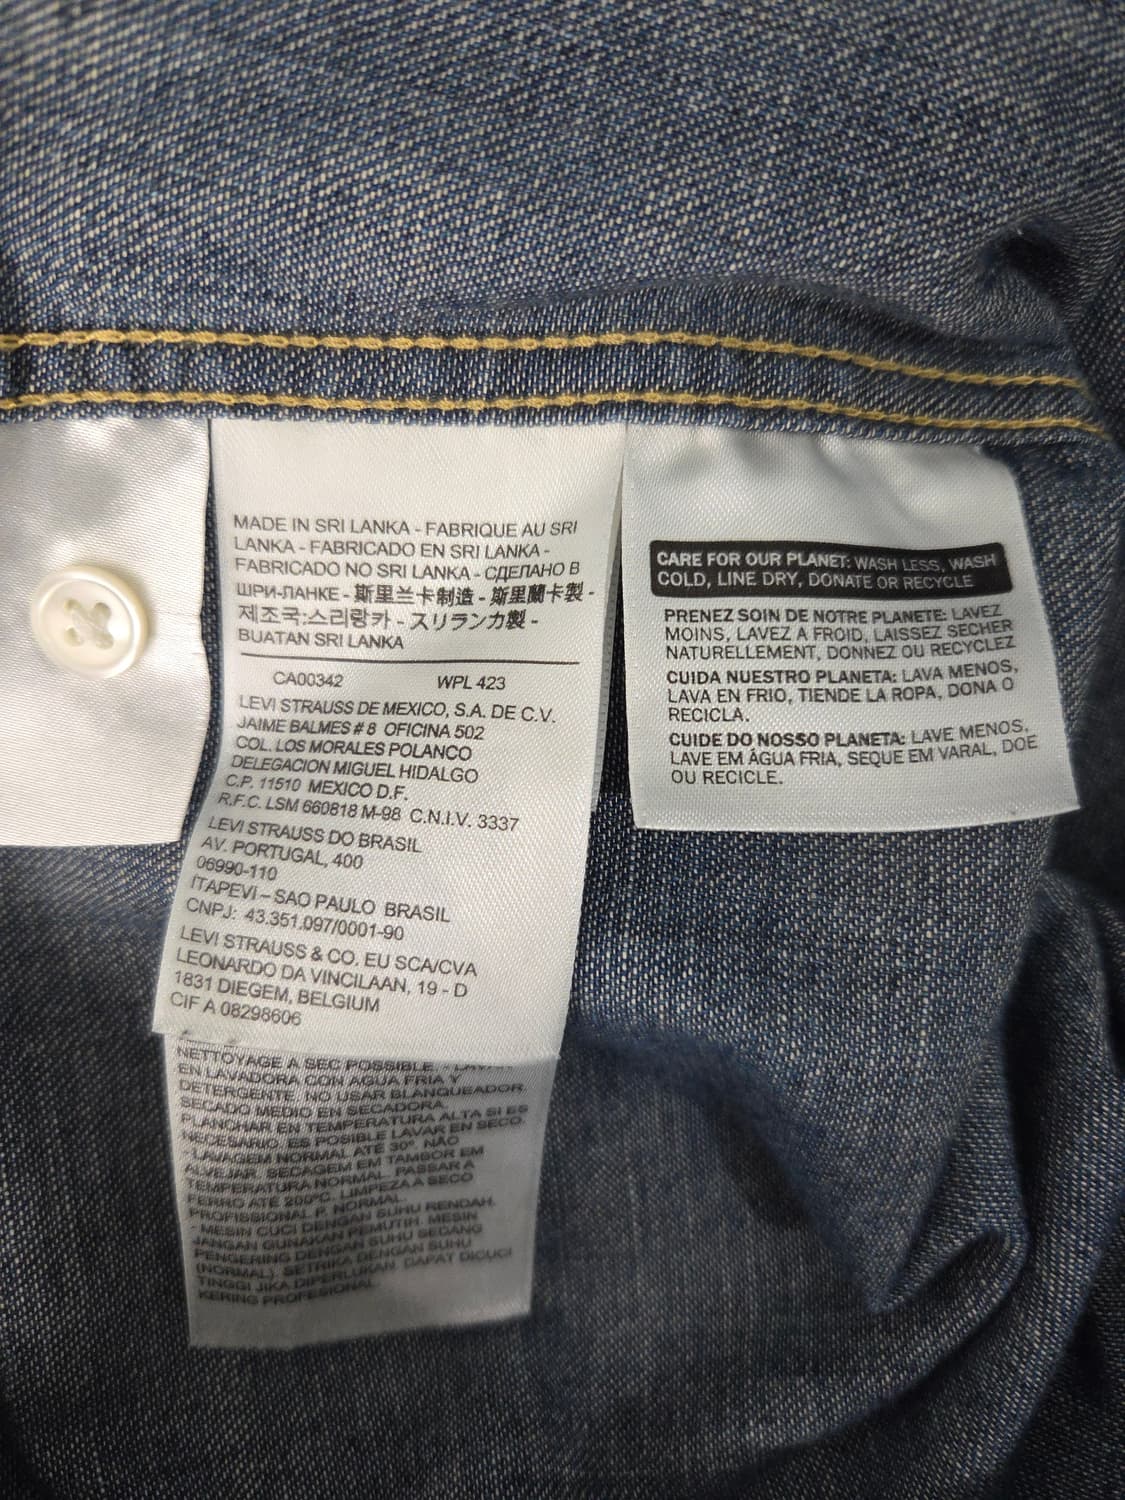 MADE IN SRI LANKA - FABRIQUE AU SRI
LANKA - FABRICADO EN SRI LANKA -
FABRICADO NO SRI LANKA - СДЕЛАНО В
ШРИ-ЛАНКЕ - 斯里兰卡制造 - 斯里蘭卡製 -
제조국:스리랑카 - スリランカ製 -
BUATAN SRI LANKA
CA00342 WPL 423
LEVI STRAUSS DE MEXICO, S.A. DE C.V.
JAIME BALMES # 8 OFICINA 502
COL. LOS MORALES POLANCO
DELEGACION MIGUEL HIDALGO
C.P. 11510 MEXICO D.F.
R.F.C. LSM 660818 M-98 C.N.I.V. 3337
LEVI STRAUSS DO BRASIL
AV. PORTUGAL, 400
06990-110
ITAPEVI – SAO PAULO BRASIL
CNPJ: 43.351.097/0001-90
LEVI STRAUSS & CO. EU SCA/CVA
LEONARDO DA VINCILAAN, 19 - D
1831 DIEGEM, BELGIUM
CIF A 08298606
NETTOYAGE A SEC POSSIBLE. - LAVAR
EN LAVADORA CON AGUA FRIA Y
DETERGENTE. NO USAR BLANQUEADOR.
SECADO MEDIO EN SECADORA.
PLANCHAR EN TEMPERATURA ALTA SI ES
NECESARIO. ES POSIBLE LAVAR EN SECO.
- LAVAGEM NORMAL ATÉ 30º. NÃO
ALVEJAR. SECAGEM EM TAMBOR EM
TEMPERATURA NORMAL. PASSAR A
FERRO ATÉ 200ºC. LIMPEZA A SECO
PROFISSIONAL P. NORMAL.
- MESIN CUCI DENGAN SUHU RENDAH.
JANGAN GUNAKAN PEMUTIH. MESIN
PENGERING DENGAN SUHU SEDANG
(NORMAL). SETRIKA DENGAN SUHU
TINGGI JIKA DIPERLUKAN. DAPAT DICUCI
KERING PROFESIONAL.
CARE FOR OUR PLANET: WASH LESS, WASH
COLD, LINE DRY, DONATE OR RECYCLE
PRENEZ SOIN DE NOTRE PLANETE: LAVEZ
MOINS, LAVEZ A FROID, LAISSEZ SECHER
NATURELLEMENT, DONNEZ OU RECYCLEZ
CUIDA NUESTRO PLANETA: LAVA MENOS,
LAVA EN FRIO, TIENDE LA ROPA, DONA O
RECICLA.
CUIDE DO NOSSO PLANETA: LAVE MENOS,
LAVE EM ÁGUA FRIA, SEQUE EM VARAL, DOE
OU RECICLE.